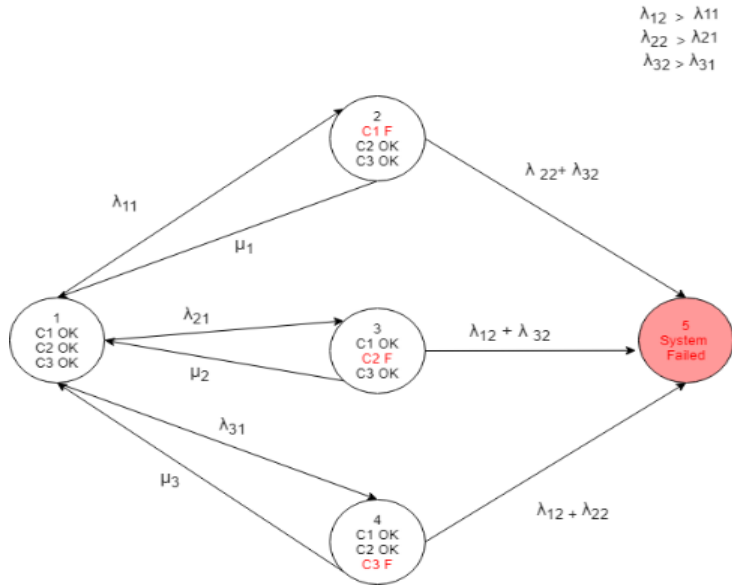 λ12 > λ11
λ22 > λ21
λ32 > λ31
2
C1 F
C2 OK
C3 OK
λ 22+ λ32
λ11
μ1
1
C1 OK
C2 OK
C3 OK
λ21
μ2
3
C1 OK
C2 F
C3 OK
λ12 + λ 32
5
System
Failed
λ31
μ3
4
C1 OK
C2 OK
C3 F
λ12 + λ22